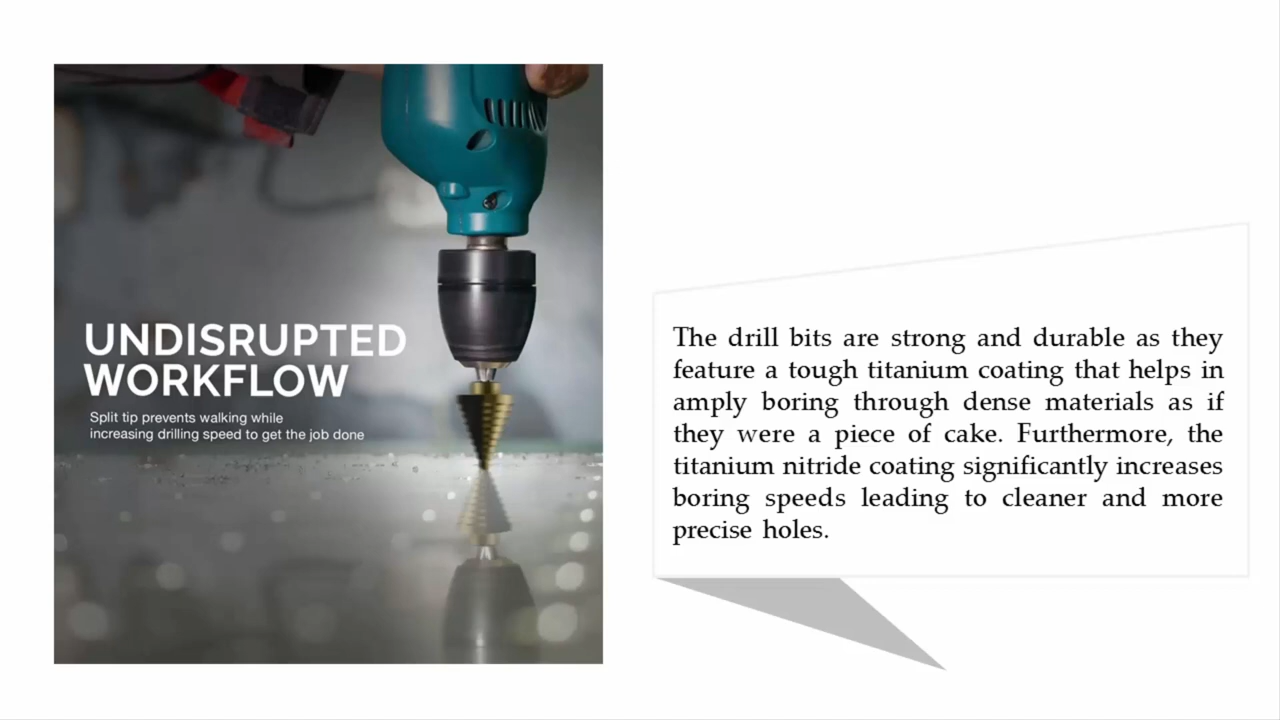 UNDISRUPTED
WORKFLOW
Split tip prevents walking while
increasing drilling speed to get the job done
The drill bits are strong and durable as they
feature a tough titanium coating that helps in
amply boring through dense materials as if
they were a piece of cake. Furthermore, the
titanium nitride coating significantly increases
boring speeds leading to cleaner and more
precise holes.